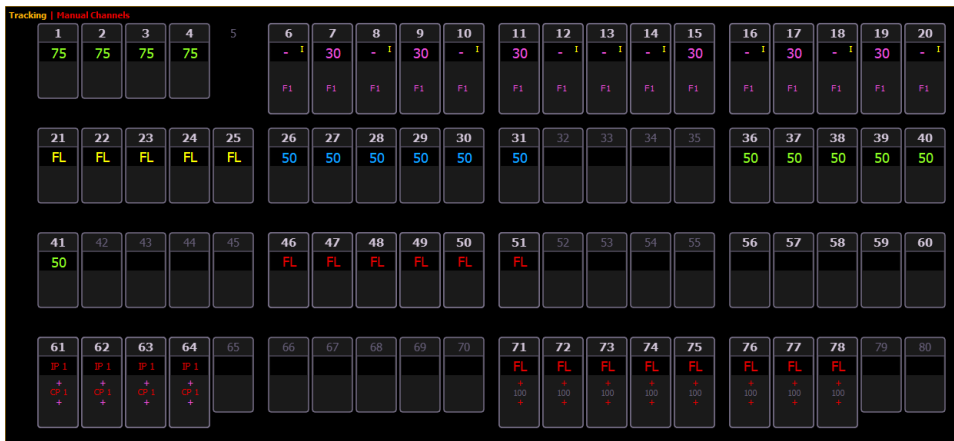 Tracking | Manual Channels
1 2 3 4 5 6 7 8 9 10 11 12 13 14 15 16 17 18 19 20
75 75 75 75 - I 30 - I 30 - I 30 - I - I - I 30 - I 30 - I 30 - I
F1 F1 F1 F1 F1 F1 F1 F1 F1 F1 F1 F1 F1 F1 F1
21 22 23 24 25 26 27 28 29 30 31 32 33 34 35 36 37 38 39 40
FL FL FL FL FL 50 50 50 50 50 50 50 50 50 50 50
41 42 43 44 45 46 47 48 49 50 51 52 53 54 55 56 57 58 59 60
50 FL FL FL FL FL FL
61 62 63 64 65 66 67 68 69 70 71 72 73 74 75 76 77 78 79 80
IP 1 IP 1 IP 1 IP 1 FL FL FL FL FL FL FL FL
+ + + + + + + + + + + +
CP 1 CP 1 CP 1 CP 1 100 100 100 100 100 100 100 100
+ + + + + + + + + + + +